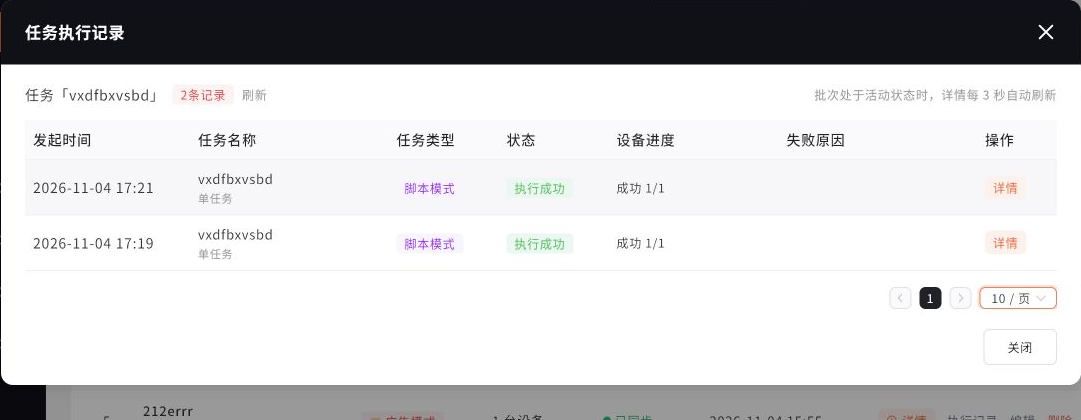 任务执行记录
任务「vxdfbxvsbd」 2条记录 刷新 批次处于活动状态时，详情每 3 秒自动刷新
发起时间 任务名称 任务类型 状态 设备进度 失败原因 操作
2026-11-04 17:21 vxdfbxvsbd 脚本模式 执行成功 成功 1/1 详情
单任务
2026-11-04 17:19 vxdfbxvsbd 脚本模式 执行成功 成功 1/1 详情
单任务
1 10 / 页
关闭
212errr